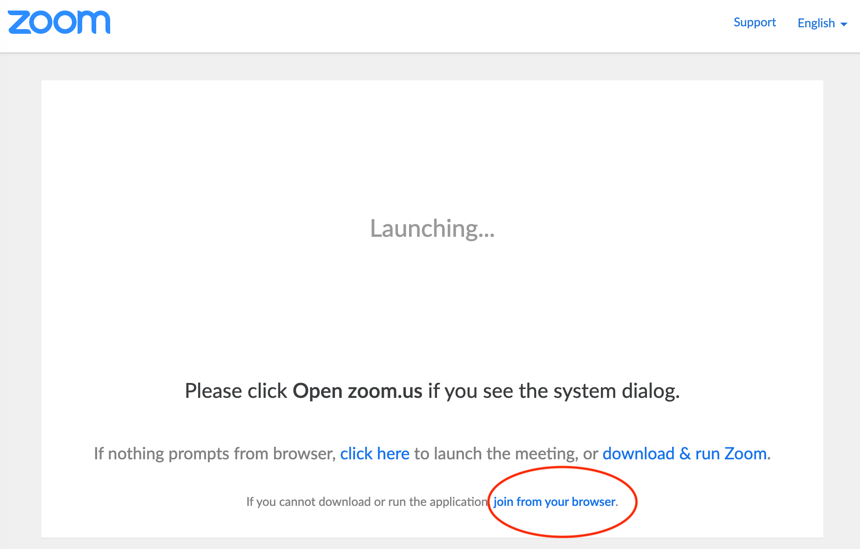 zoom
Support English
Launching...
Please click Open zoom.us if you see the system dialog.
If nothing prompts from browser, click here to launch the meeting, or download & run Zoom.
If you cannot download or run the application join from your browser.